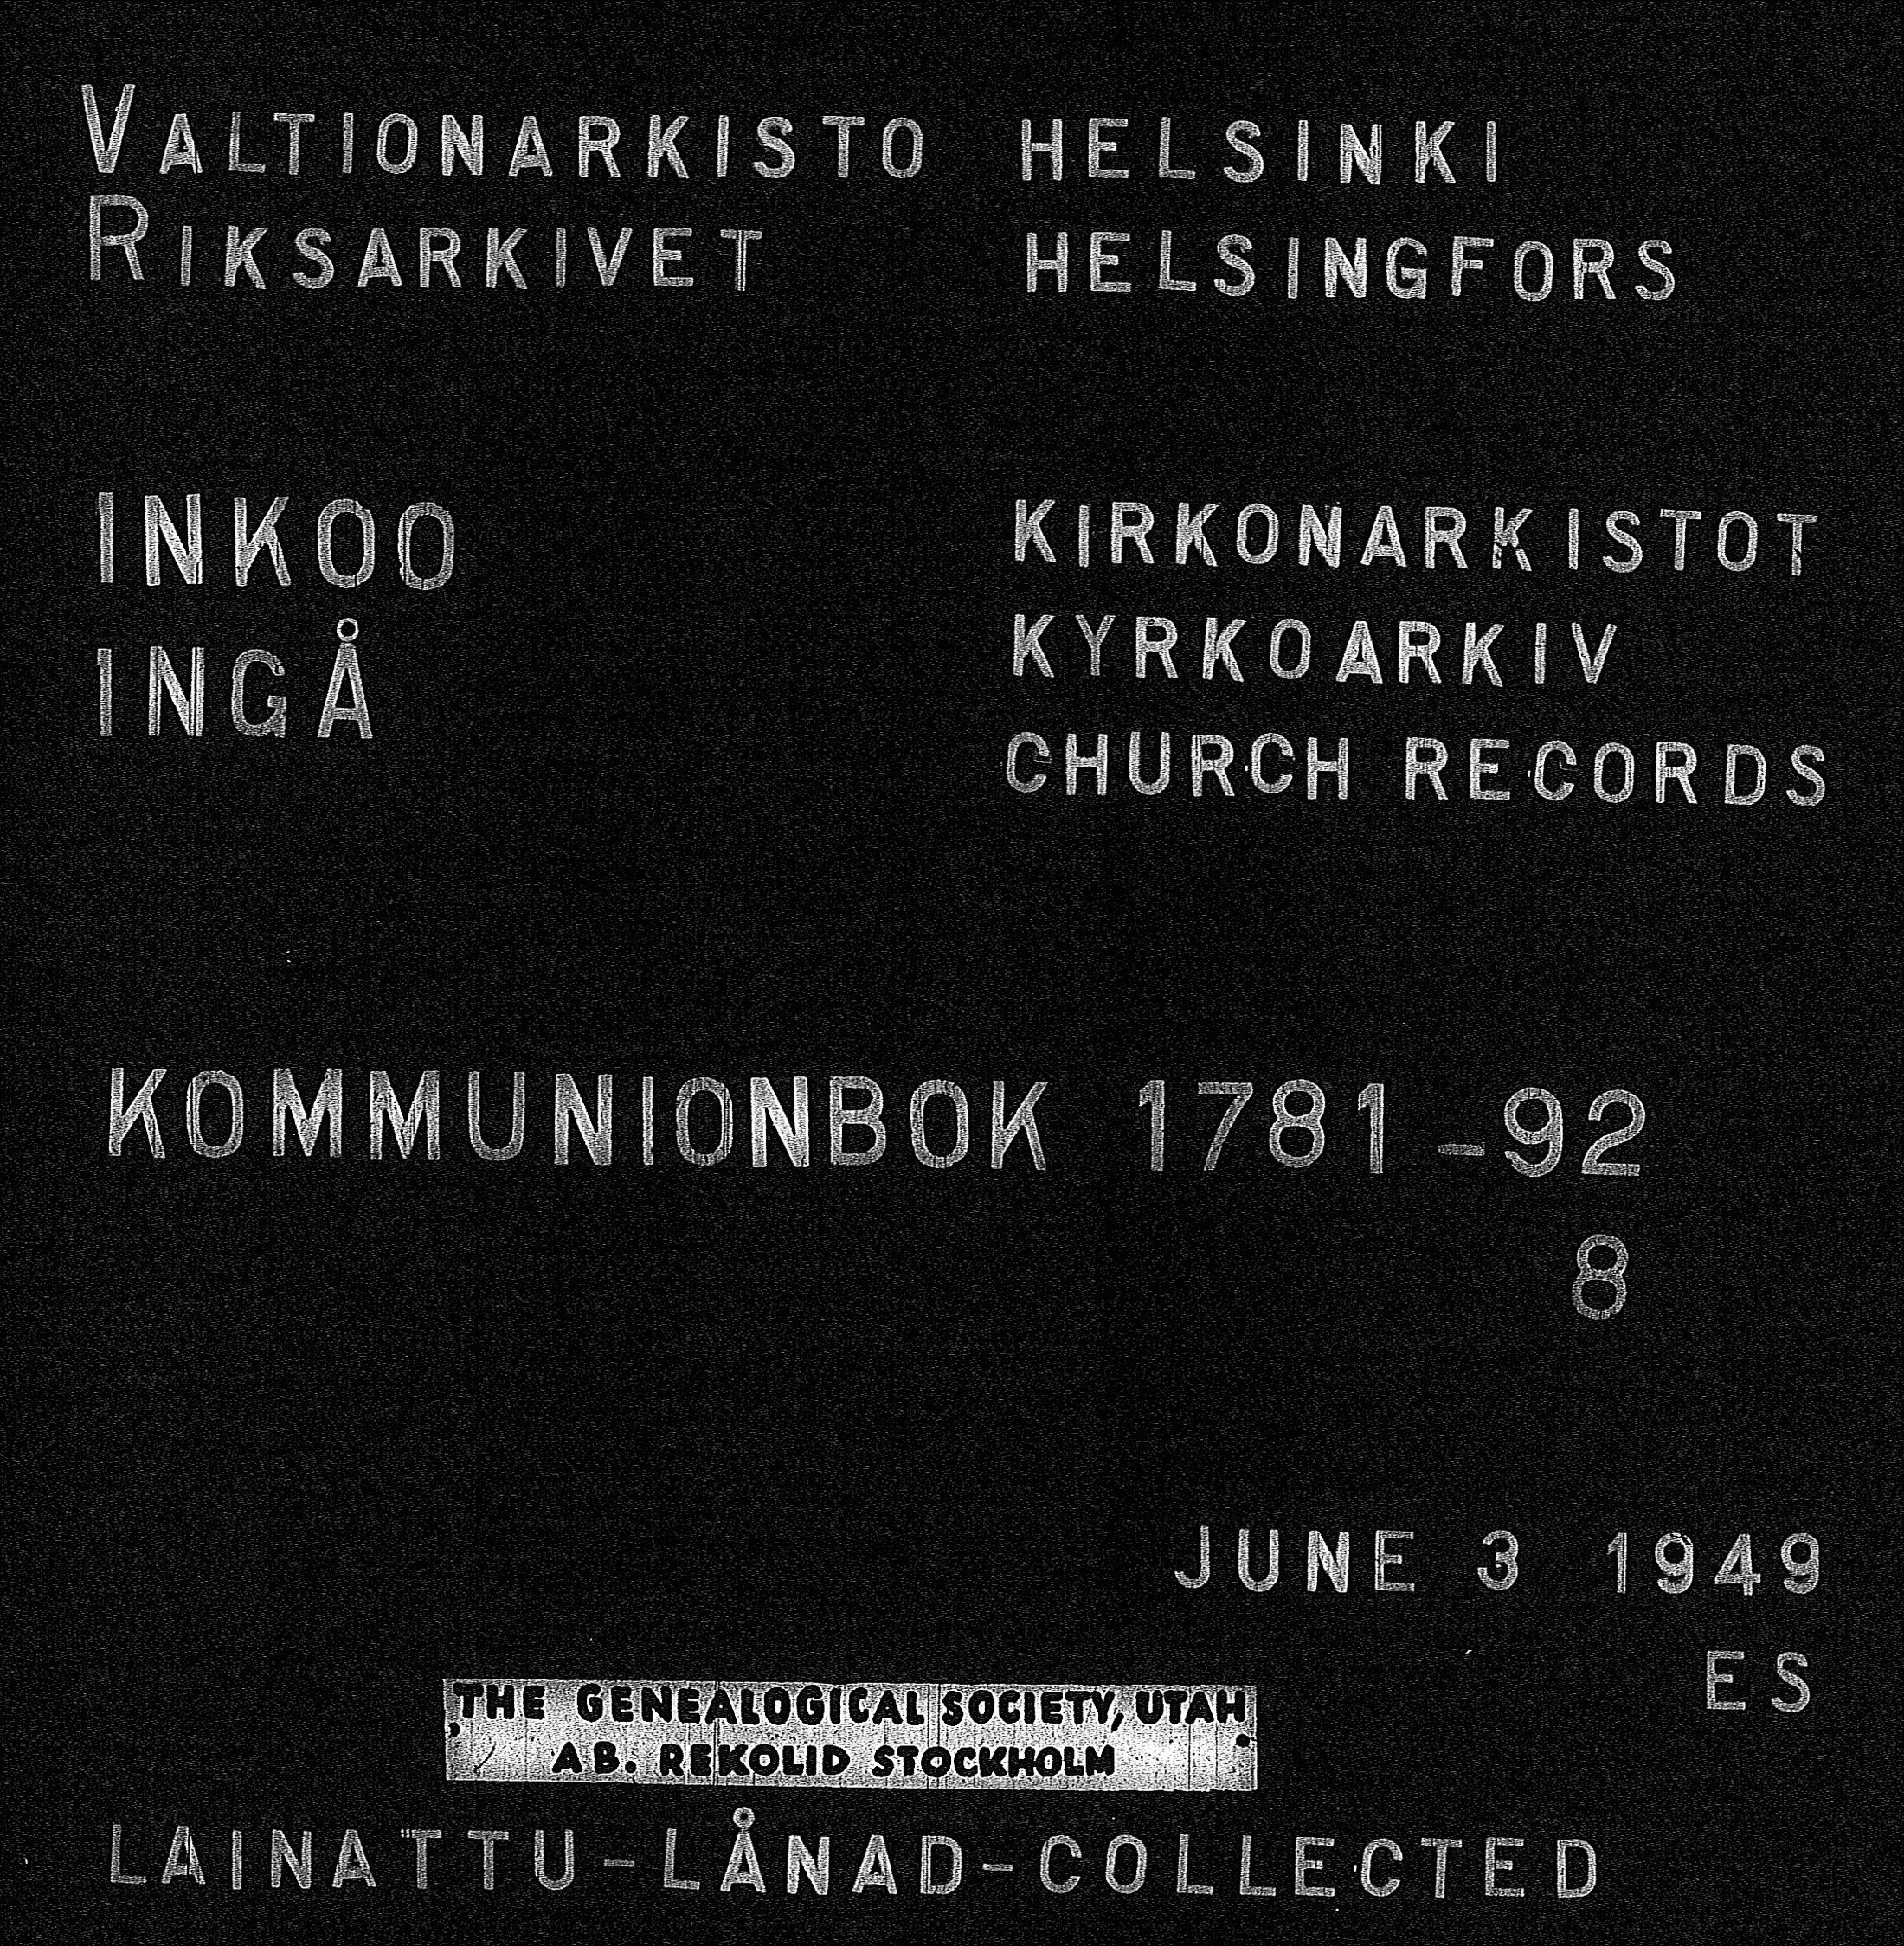 VALTIONARKISTO HELSINKI
RIKSARKIVET HELSINGFORS
INKOO
INGÅ
KIRKONARKISTOT
KYRKOARKIV
CHURCH RECORDS
KOMMUNIONBOK 1781-92
8
JUNE 3 1949
ES
THE GENEALOGICAL SOCIETY, UTAH
AB. REKOLID STOCKHOLM
LAINATTU-LÅNAD-COLLECTED